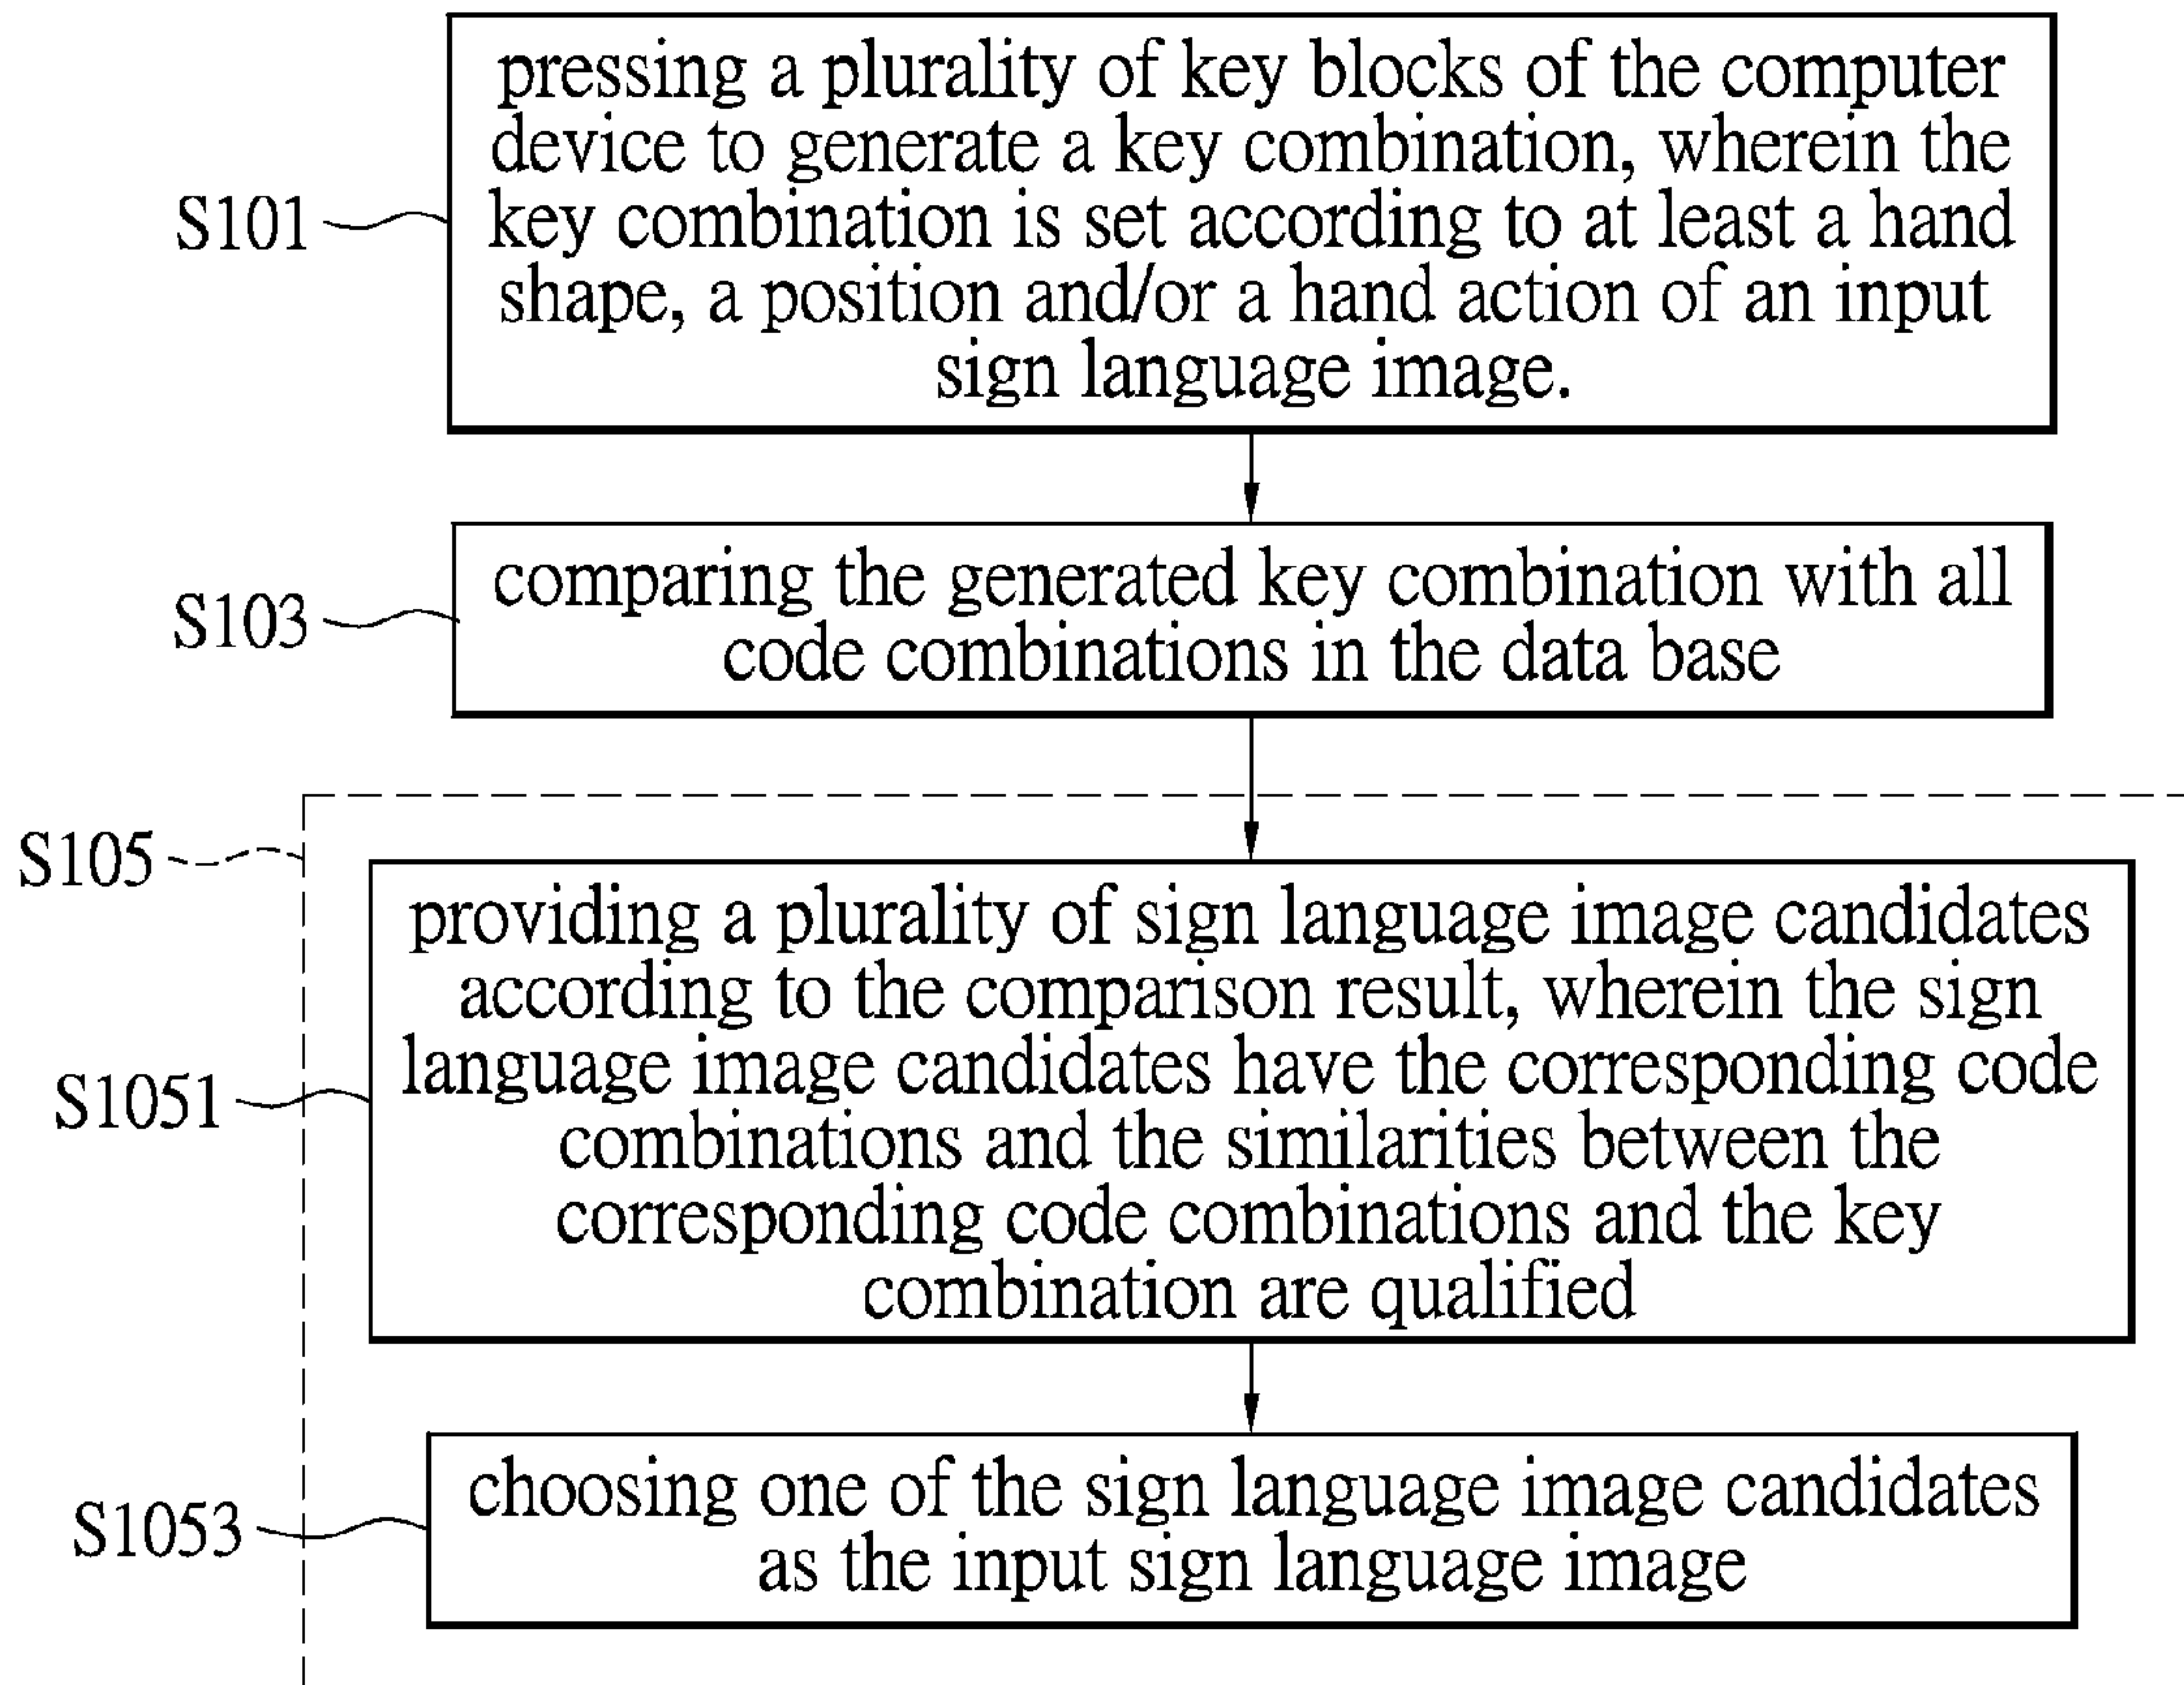 pressing a plurality of key blocks of the computer
device to generate a key combination, wherein the
key combination is set according to at least a hand
shape, a position and/or a hand action of an input
sign language image.
S101
comparing the generated key combination with all
code combinations in the data base
S103
S105
providing a plurality of sign language image candidates
according to the comparison result, wherein the sign
language image candidates have the corresponding code
combinations and the similarities between the
corresponding code combinations and the key
combination are qualified
S1051
choosing one of the sign language image candidates
as the input sign language image
S1053